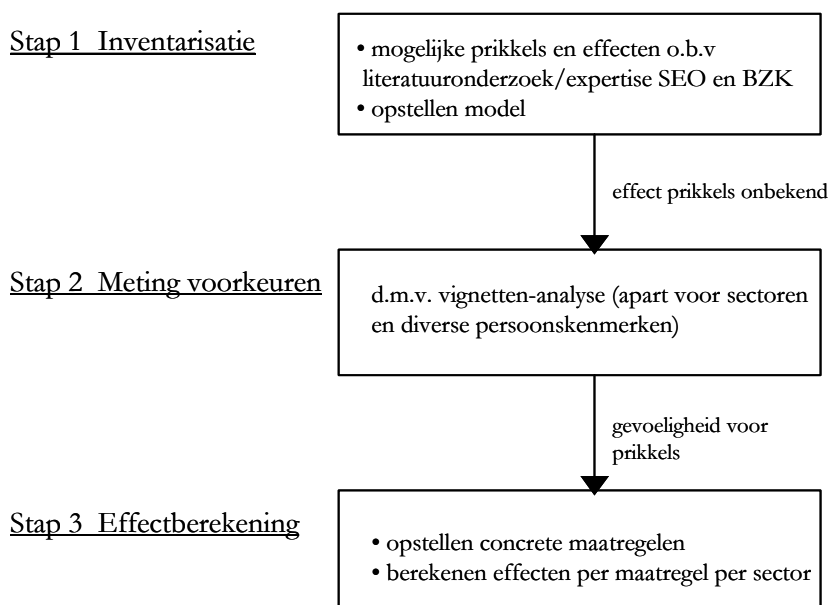 Stap 1 Inventarisatie
• mogelijke prikkels en effecten o.b.v
literatuuronderzoek/expertise SEO en BZK
• opstellen model
effect prikkels onbekend
Stap 2 Meting voorkeuren
d.m.v. vignetten-analyse (apart voor sectoren
en diverse persoonskenmerken)
gevoeligheid voor
prikkels
Stap 3 Effectberekening
• opstellen concrete maatregelen
• berekenen effecten per maatregel per sector